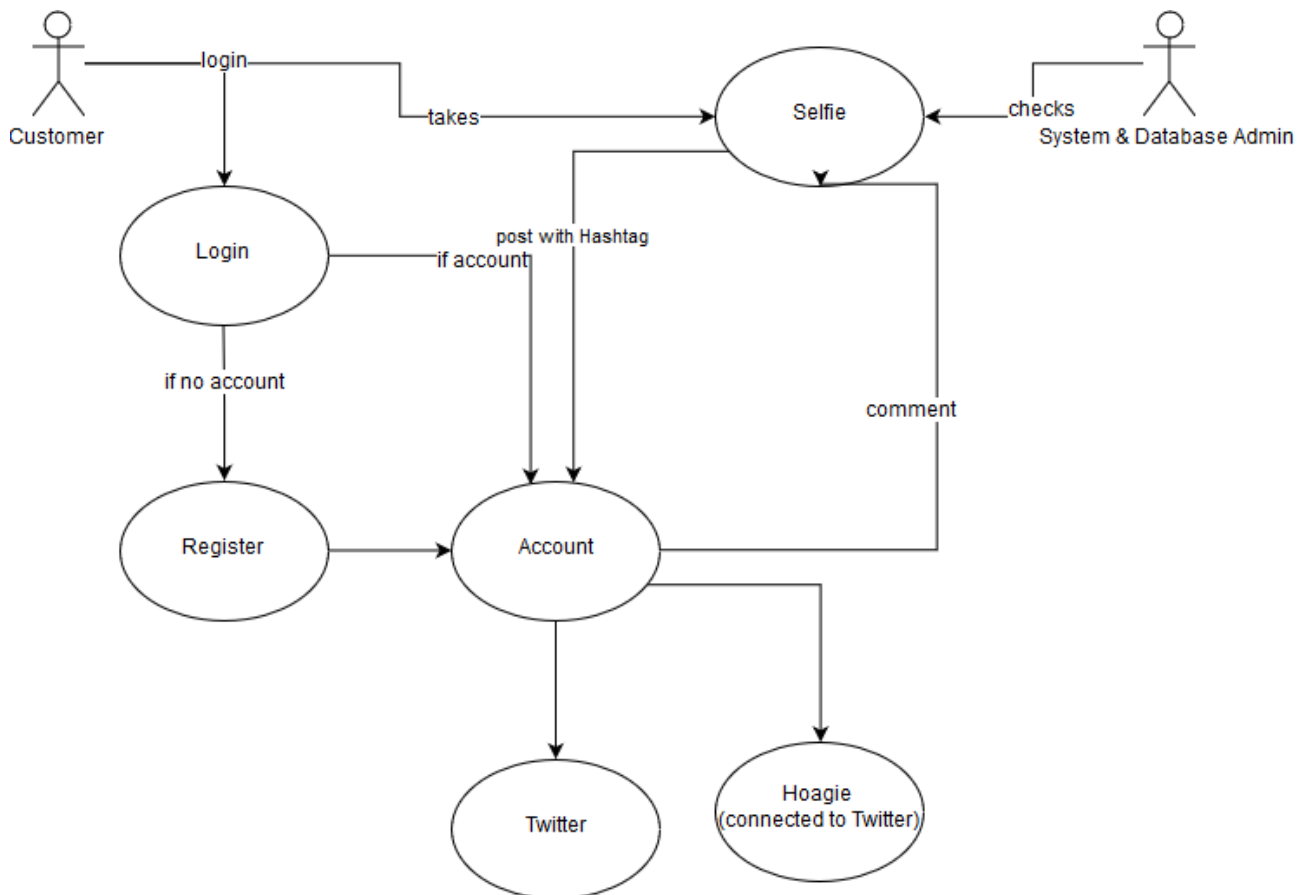 login
takes
Selfie
checks
Customer
System & Database Admin
Login
post with Hashtag
if account
if no account
comment
Register
Account
Hoagie
(connected to Twitter)
Twitter